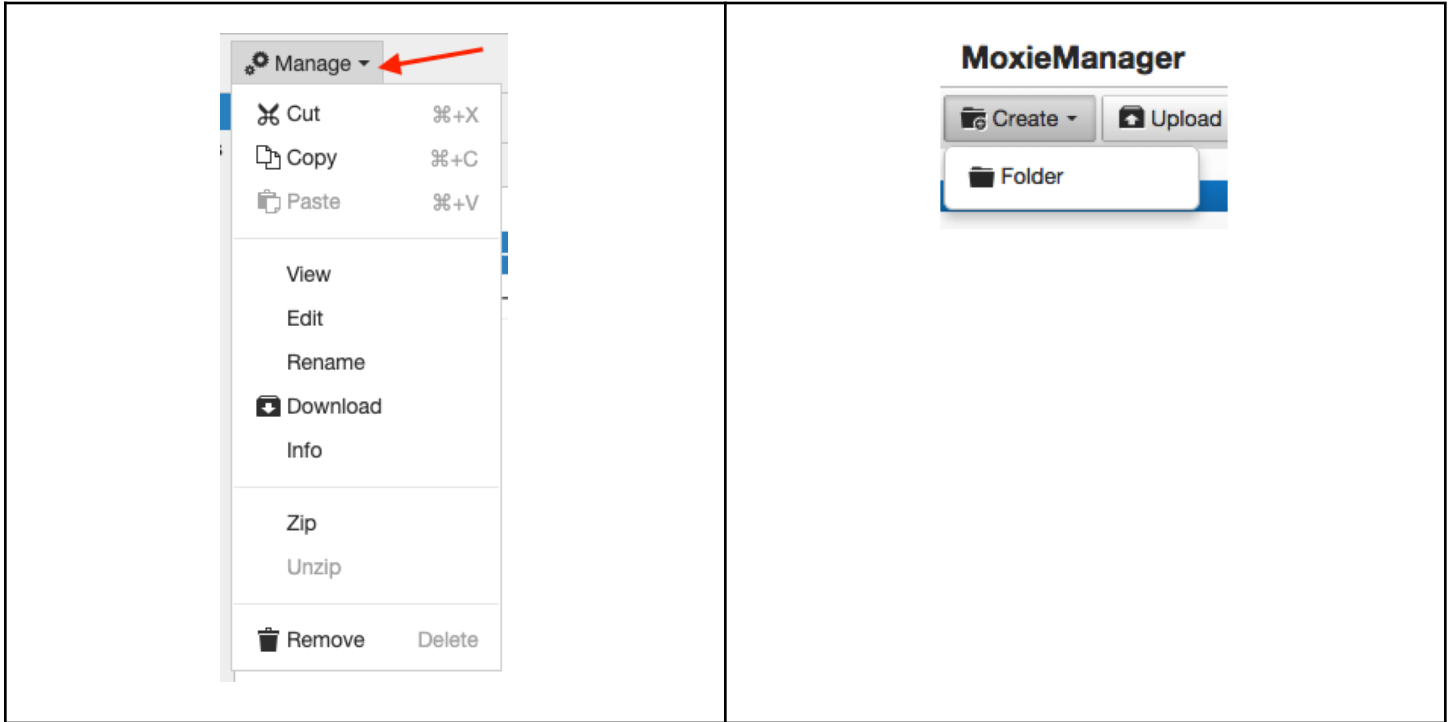 Manage
Cut ⌘+X
Copy ⌘+C
Paste ⌘+V
View
Edit
Rename
Download
Info
Zip
Unzip
Remove Delete
MoxieManager
Create Upload
Folder